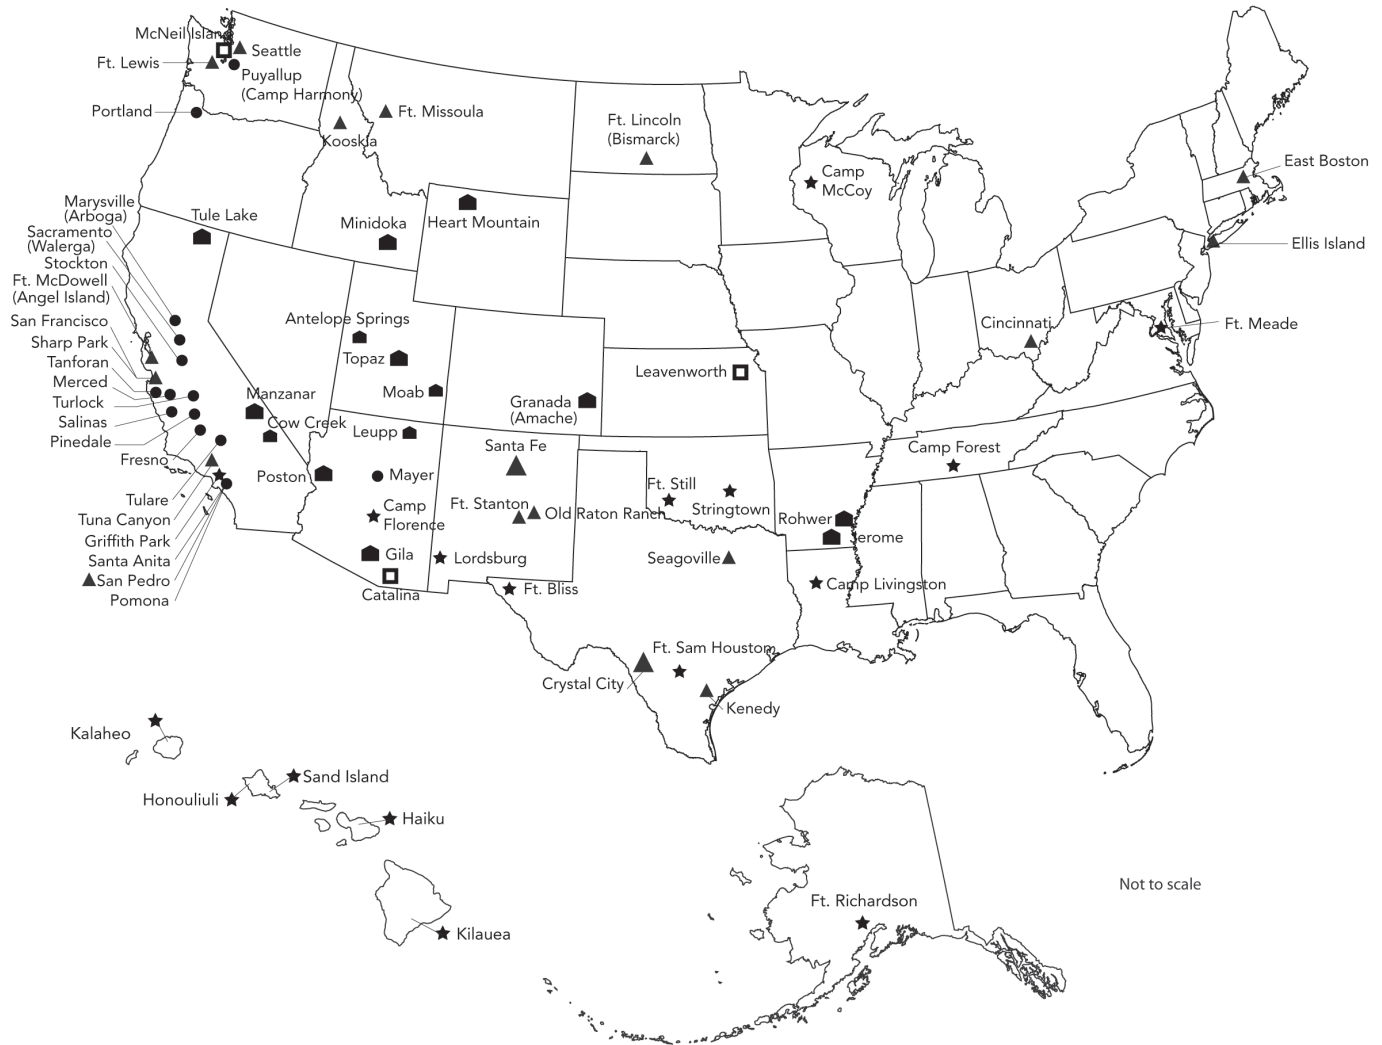 McNeil Island
Seattle
Ft. Lewis
Puyallup
(Camp Harmony)
Portland
Ft. Missoula
Kooskia
Ft. Lincoln
(Bismarck)
Camp
McCoy
East Boston
Ellis Island
Marysville
(Arboga)
Tule Lake
Minidoka
Heart Mountain
Sacramento
(Walerga)
Stockton
Ft. McDowell
(Angel Island)
San Francisco
Sharp Park
Tanforan
Merced
Turlock
Salinas
Pinedale
Fresno
Tulare
Tuna Canyon
Griffith Park
Santa Anita
San Pedro
Pomona
Antelope Springs
Topaz
Moab
Manzanar
Cow Creek
Leupp
Poston
Mayer
Camp
Florence
Gila
Catalina
Granada
(Amache)
Leavenworth
Cincinnati
Ft. Meade
Santa Fe
Ft. Stanton
Old Raton Ranch
Lordsburg
Ft. Bliss
Ft. Still
Stringtown
Camp Forest
Rohwer
Jerome
Seagoville
Camp Livingston
Ft. Sam Houston
Crystal City
Kenedy
Kalaheo
Sand Island
Honouliuli
Haiku
Kilauea
Ft. Richardson
Not to scale